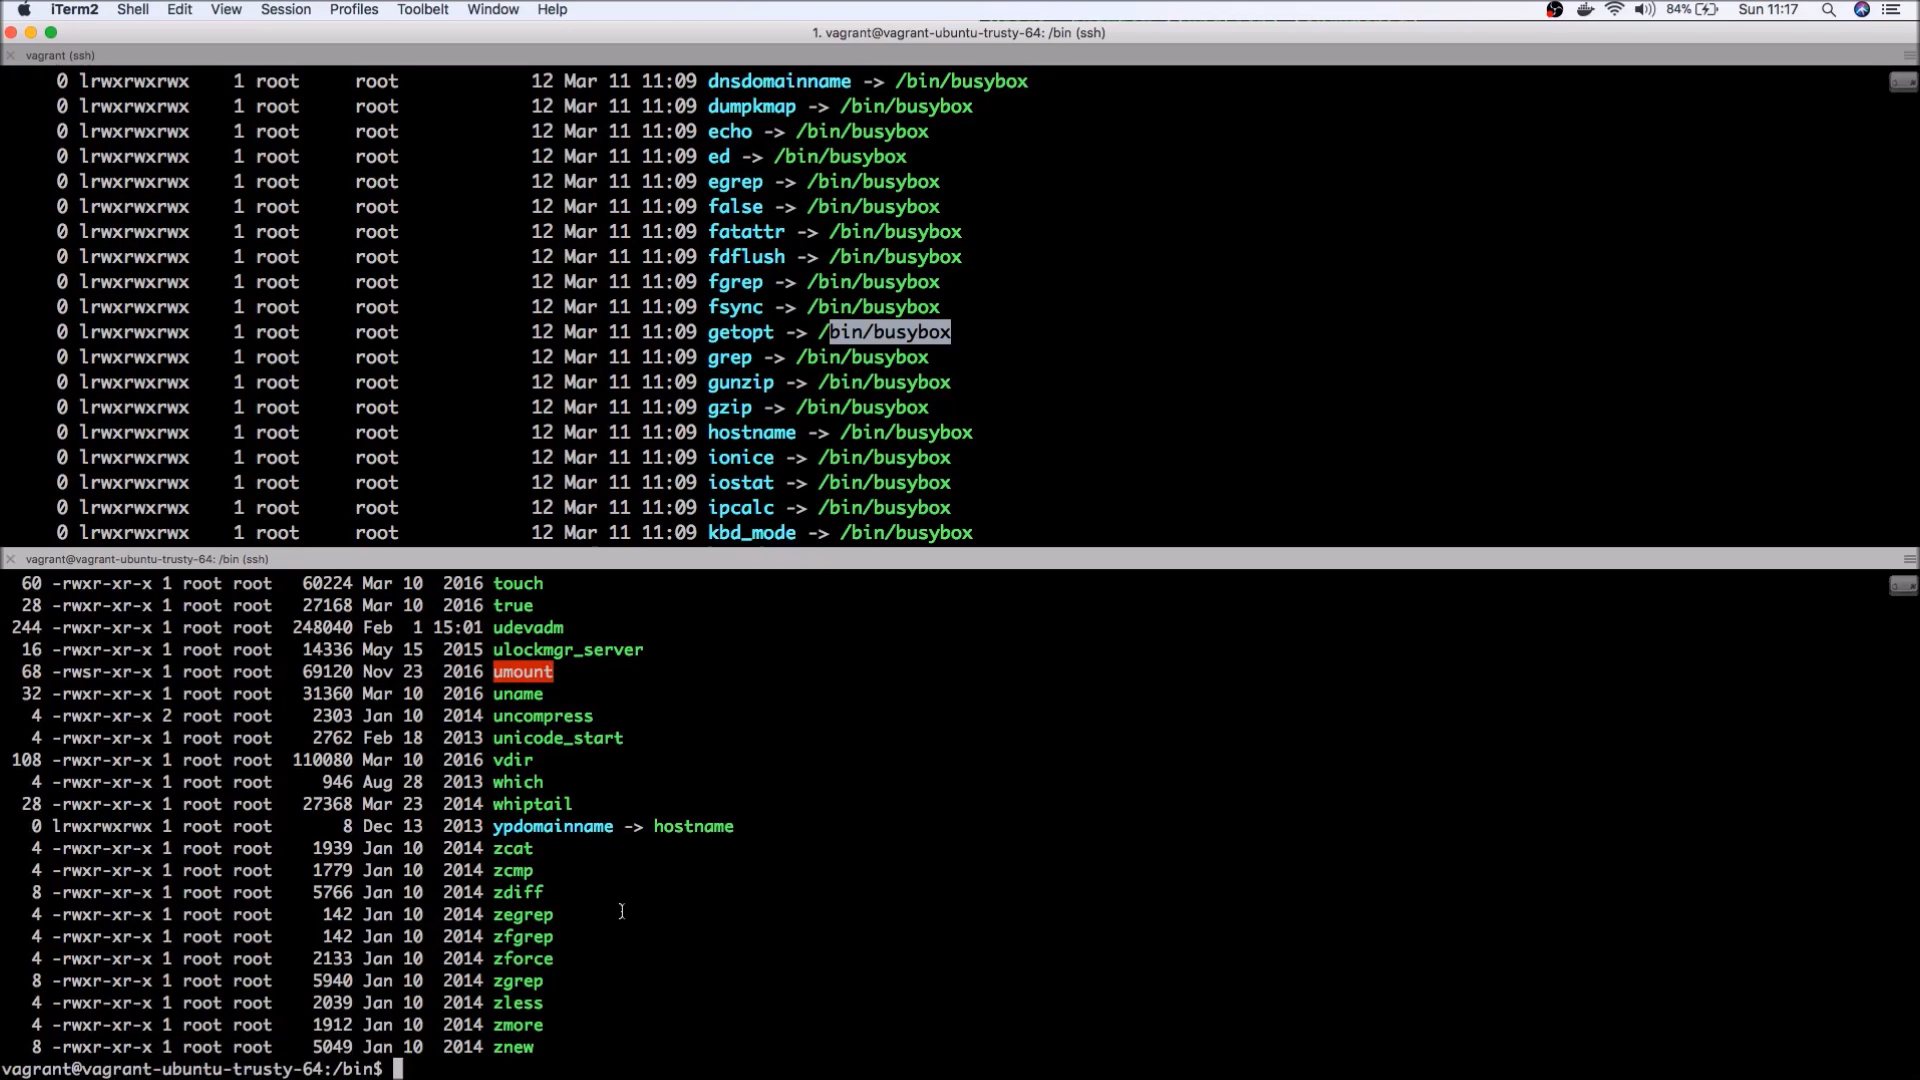 iTerm2 Shell Edit View Session Profiles Toolbelt Window Help 84% Sun 11:17
1. vagrant@vagrant-ubuntu-trusty-64: /bin (ssh)
vagrant (ssh)
0 lrwxrwxrwx 1 root root 12 Mar 11 11:09 dnsdomainname -> /bin/busybox
0 lrwxrwxrwx 1 root root 12 Mar 11 11:09 dumpkmap -> /bin/busybox
0 lrwxrwxrwx 1 root root 12 Mar 11 11:09 echo -> /bin/busybox
0 lrwxrwxrwx 1 root root 12 Mar 11 11:09 ed -> /bin/busybox
0 lrwxrwxrwx 1 root root 12 Mar 11 11:09 egrep -> /bin/busybox
0 lrwxrwxrwx 1 root root 12 Mar 11 11:09 false -> /bin/busybox
0 lrwxrwxrwx 1 root root 12 Mar 11 11:09 fatattr -> /bin/busybox
0 lrwxrwxrwx 1 root root 12 Mar 11 11:09 fdflush -> /bin/busybox
0 lrwxrwxrwx 1 root root 12 Mar 11 11:09 fgrep -> /bin/busybox
0 lrwxrwxrwx 1 root root 12 Mar 11 11:09 fsync -> /bin/busybox
0 lrwxrwxrwx 1 root root 12 Mar 11 11:09 getopt -> /bin/busybox
0 lrwxrwxrwx 1 root root 12 Mar 11 11:09 grep -> /bin/busybox
0 lrwxrwxrwx 1 root root 12 Mar 11 11:09 gunzip -> /bin/busybox
0 lrwxrwxrwx 1 root root 12 Mar 11 11:09 gzip -> /bin/busybox
0 lrwxrwxrwx 1 root root 12 Mar 11 11:09 hostname -> /bin/busybox
0 lrwxrwxrwx 1 root root 12 Mar 11 11:09 ionice -> /bin/busybox
0 lrwxrwxrwx 1 root root 12 Mar 11 11:09 iostat -> /bin/busybox
0 lrwxrwxrwx 1 root root 12 Mar 11 11:09 ipcalc -> /bin/busybox
0 lrwxrwxrwx 1 root root 12 Mar 11 11:09 kbd_mode -> /bin/busybox
vagrant@vagrant-ubuntu-trusty-64: /bin (ssh)
60 -rwxr-xr-x 1 root root 60224 Mar 10 2016 touch
28 -rwxr-xr-x 1 root root 27168 Mar 10 2016 true
244 -rwxr-xr-x 1 root root 248040 Feb 1 15:01 udevadm
16 -rwxr-xr-x 1 root root 14336 May 15 2015 ulockmgr_server
68 -rwsr-xr-x 1 root root 69120 Nov 23 2016 umount
32 -rwxr-xr-x 1 root root 31360 Mar 10 2016 uname
4 -rwxr-xr-x 2 root root 2303 Jan 10 2014 uncompress
4 -rwxr-xr-x 1 root root 2762 Feb 18 2013 unicode_start
108 -rwxr-xr-x 1 root root 110080 Mar 10 2016 vdir
4 -rwxr-xr-x 1 root root 946 Aug 28 2013 which
28 -rwxr-xr-x 1 root root 27368 Mar 23 2014 whiptail
0 lrwxrwxrwx 1 root root 8 Dec 13 2013 ypdomainname -> hostname
4 -rwxr-xr-x 1 root root 1939 Jan 10 2014 zcat
4 -rwxr-xr-x 1 root root 1779 Jan 10 2014 zcmp
8 -rwxr-xr-x 1 root root 5766 Jan 10 2014 zdiff
4 -rwxr-xr-x 1 root root 142 Jan 10 2014 zegrep
4 -rwxr-xr-x 1 root root 142 Jan 10 2014 zfgrep
4 -rwxr-xr-x 1 root root 2133 Jan 10 2014 zforce
8 -rwxr-xr-x 1 root root 5940 Jan 10 2014 zgrep
4 -rwxr-xr-x 1 root root 2039 Jan 10 2014 zless
4 -rwxr-xr-x 1 root root 1912 Jan 10 2014 zmore
8 -rwxr-xr-x 1 root root 5049 Jan 10 2014 znew
vagrant@vagrant-ubuntu-trusty-64:/bin$